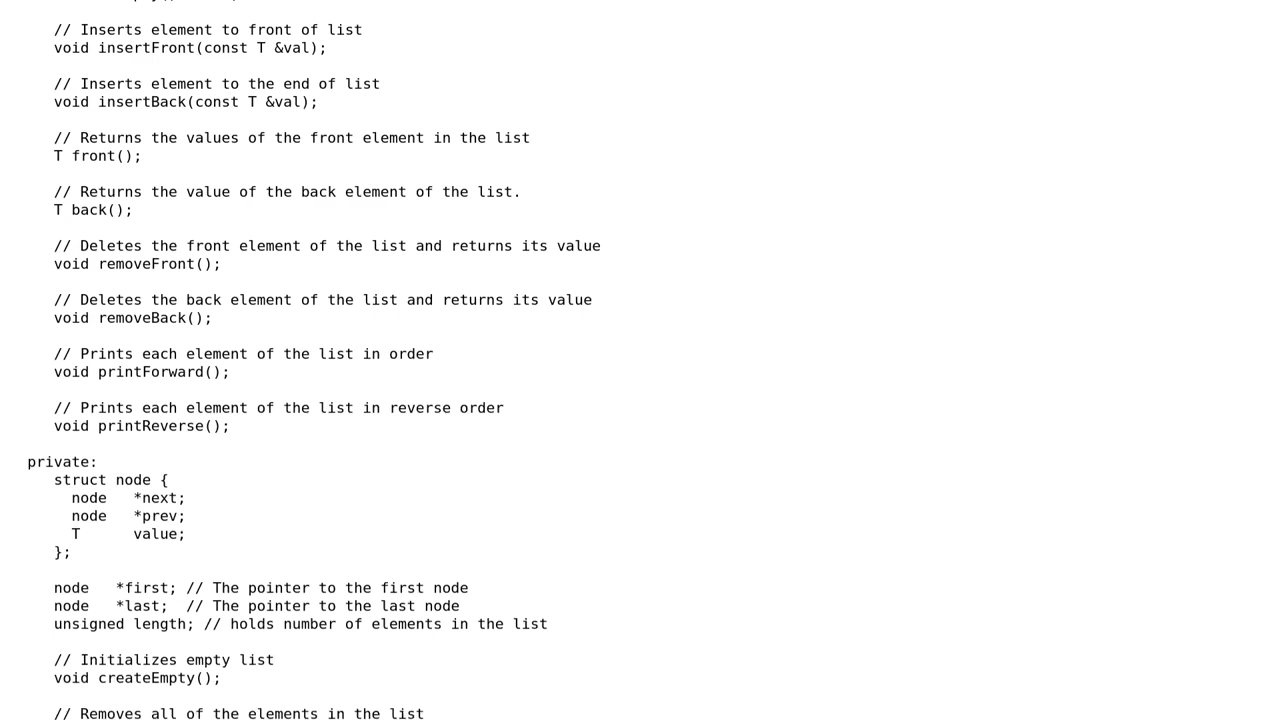 // Inserts element to front of list
void insertFront(const T &val);
// Inserts element to the end of list
void insertBack(const T &val);
// Returns the values of the front element in the list
T front();
// Returns the value of the back element of the list.
T back();
// Deletes the front element of the list and returns its value
void removeFront();
// Deletes the back element of the list and returns its value
void removeBack();
// Prints each element of the list in order
void printForward();
// Prints each element of the list in reverse order
void printReverse();
private:
struct node {
node *next;
node *prev;
T value;
};
node *first; // The pointer to the first node
node *last; // The pointer to the last node
unsigned length; // holds number of elements in the list
// Initializes empty list
void createEmpty();
// Removes all of the elements in the list